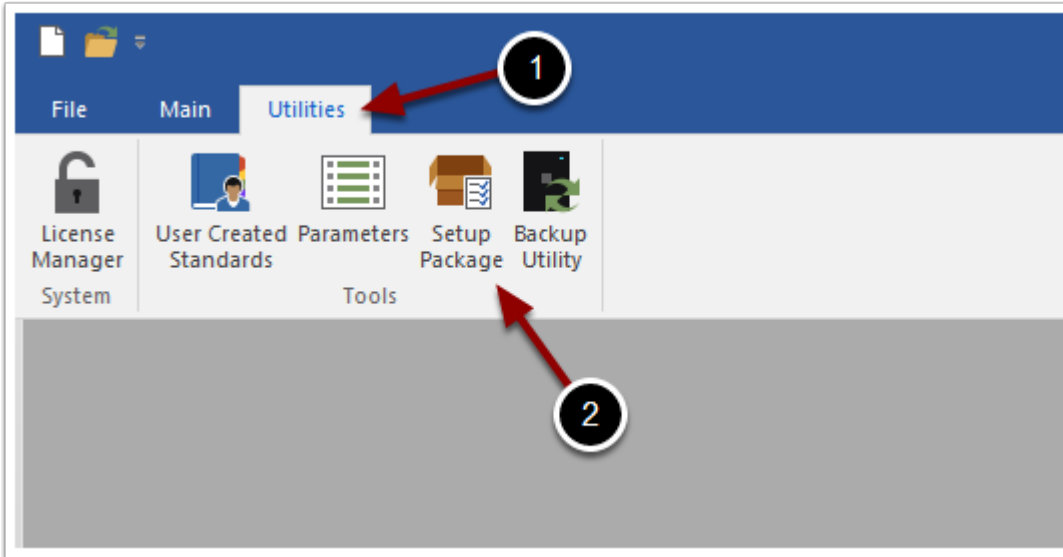 1
File Main Utilities
License Manager
User Created Standards
Parameters
Setup Package
Backup Utility
System Tools
2